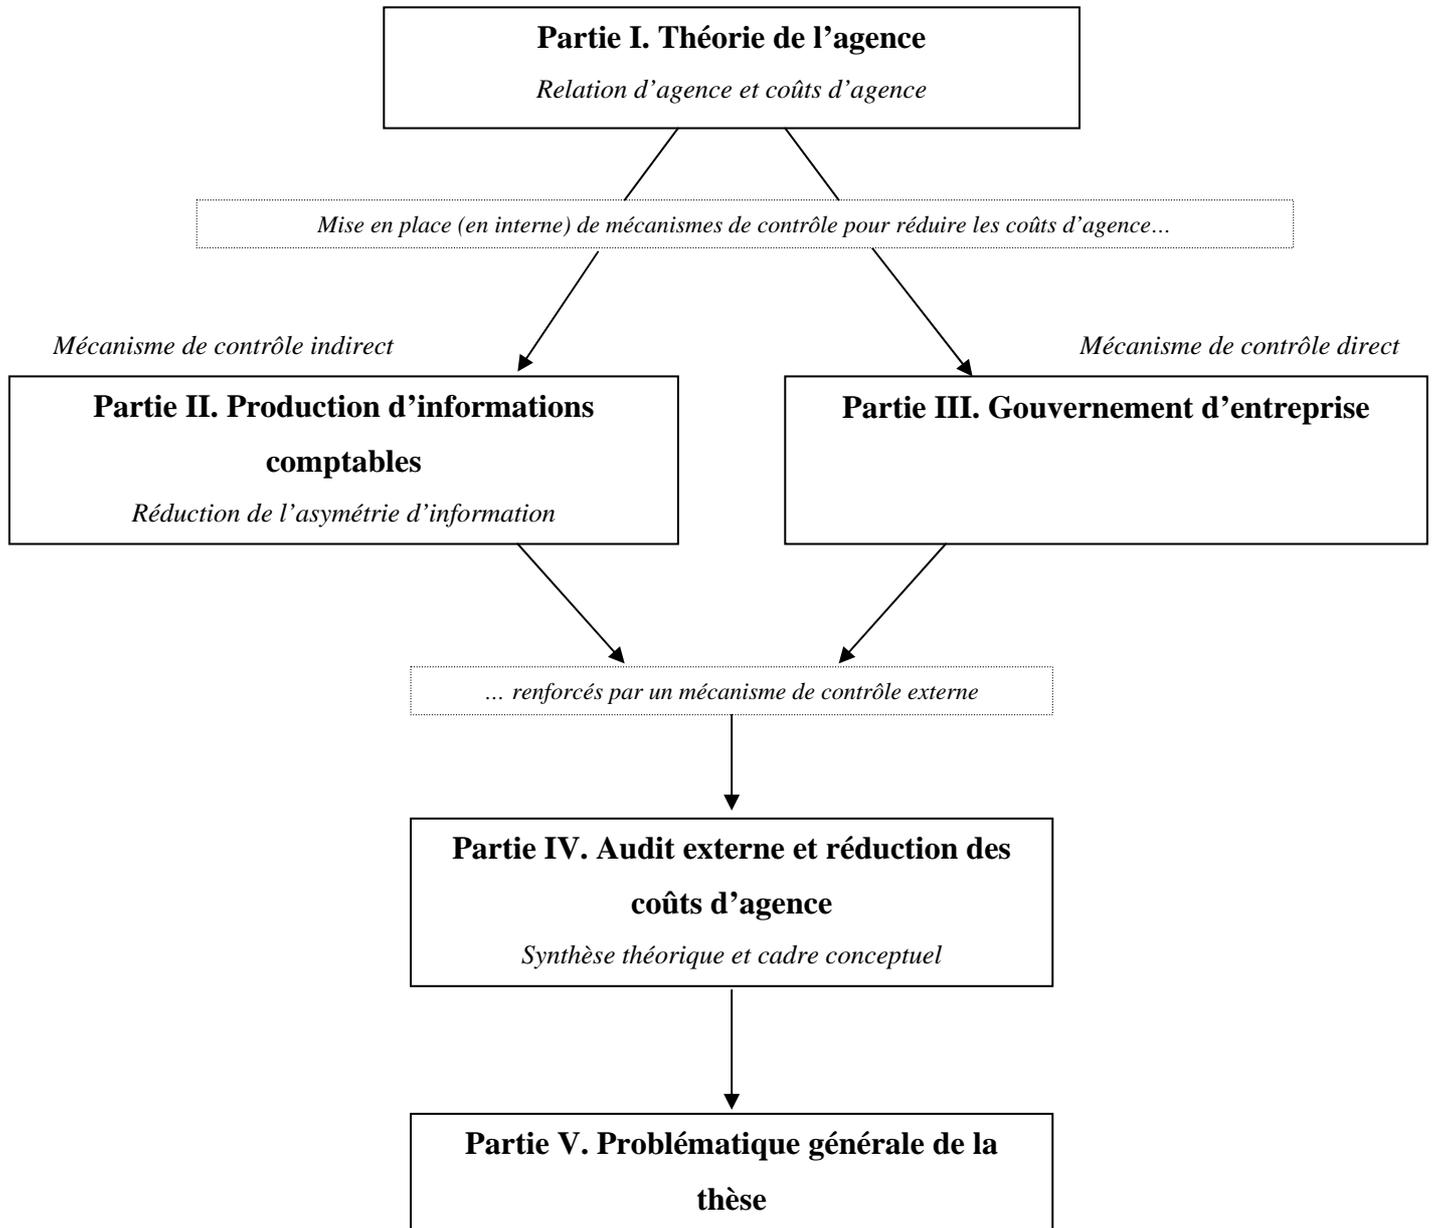 Partie I. Théorie de l’agence
Relation d’agence et coûts d’agence
Mise en place (en interne) de mécanismes de contrôle pour réduire les coûts d’agence…
Mécanisme de contrôle indirect
Mécanisme de contrôle direct
Partie II. Production d’informations
comptables
Réduction de l’asymétrie d’information
Partie III. Gouvernement d’entreprise
… renforcés par un mécanisme de contrôle externe
Partie IV. Audit externe et réduction des
coûts d’agence
Synthèse théorique et cadre conceptuel
Partie V. Problématique générale de la
thèse